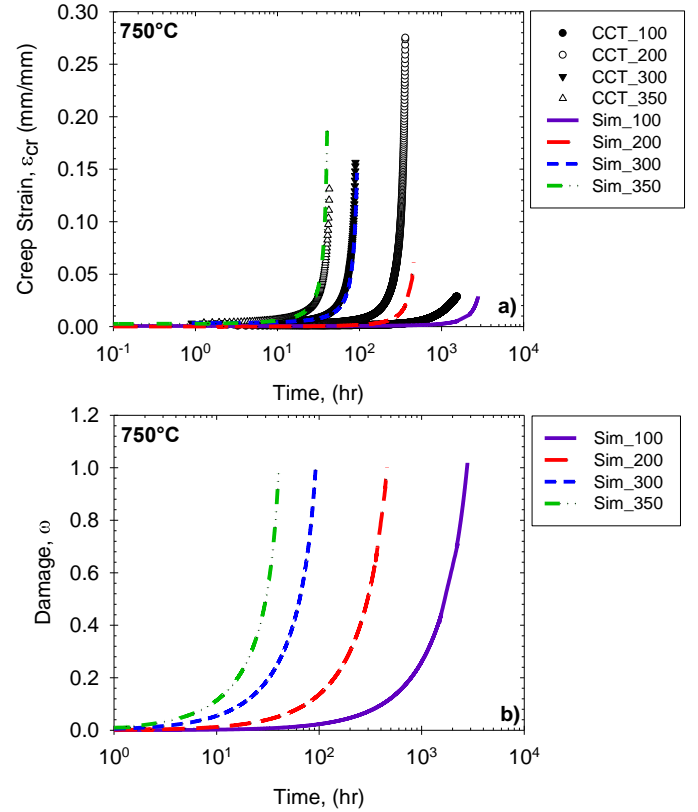 750°C
0.30
0.25
0.20
0.15
0.10
0.05
0.00
Creep Strain, εcr (mm/mm)
10-1 100 101 102 103 104
Time, (hr)
a)
CCT_100
CCT_200
CCT_300
CCT_350
Sim_100
Sim_200
Sim_300
Sim_350
750°C
1.2
1.0
0.8
0.6
0.4
0.2
0.0
Damage, ω
100 101 102 103 104
Time, (hr)
b)
Sim_100
Sim_200
Sim_300
Sim_350